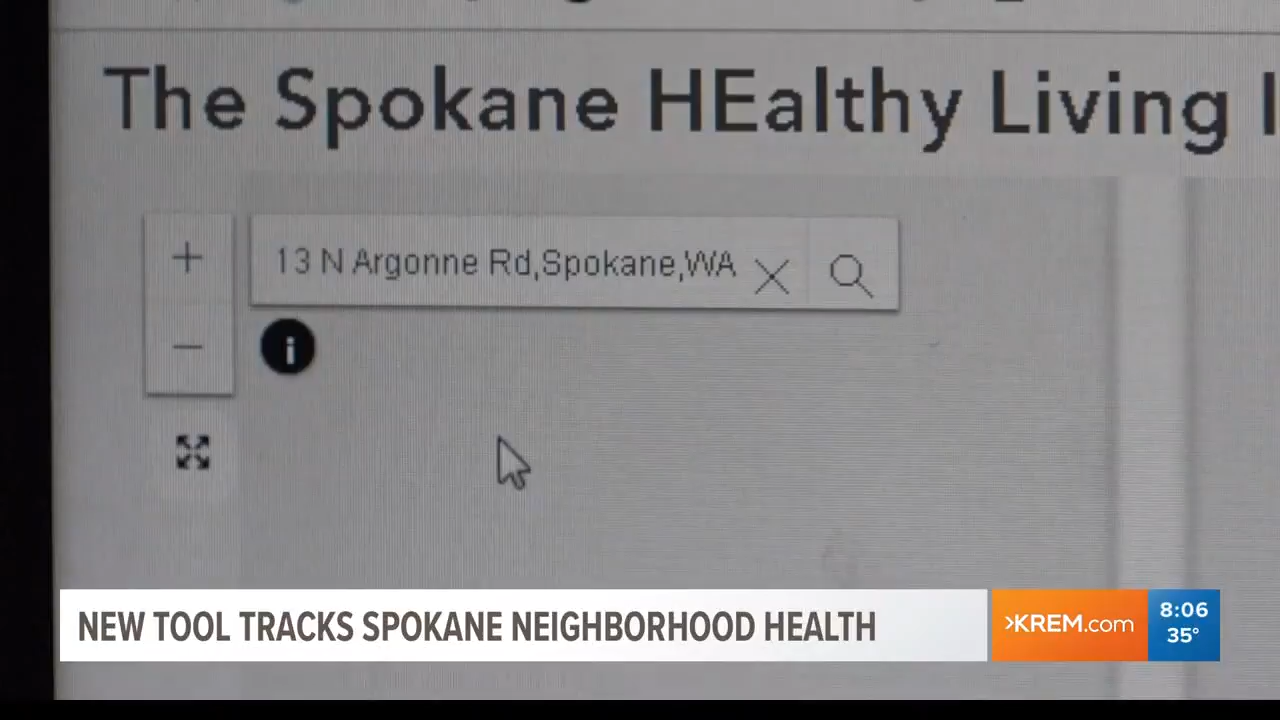 The Spokane HEalthy Living
13 N Argonne Rd,Spokane,WA
i
NEW TOOL TRACKS SPOKANE NEIGHBORHOOD HEALTH
>KREM.com
8:06
35°